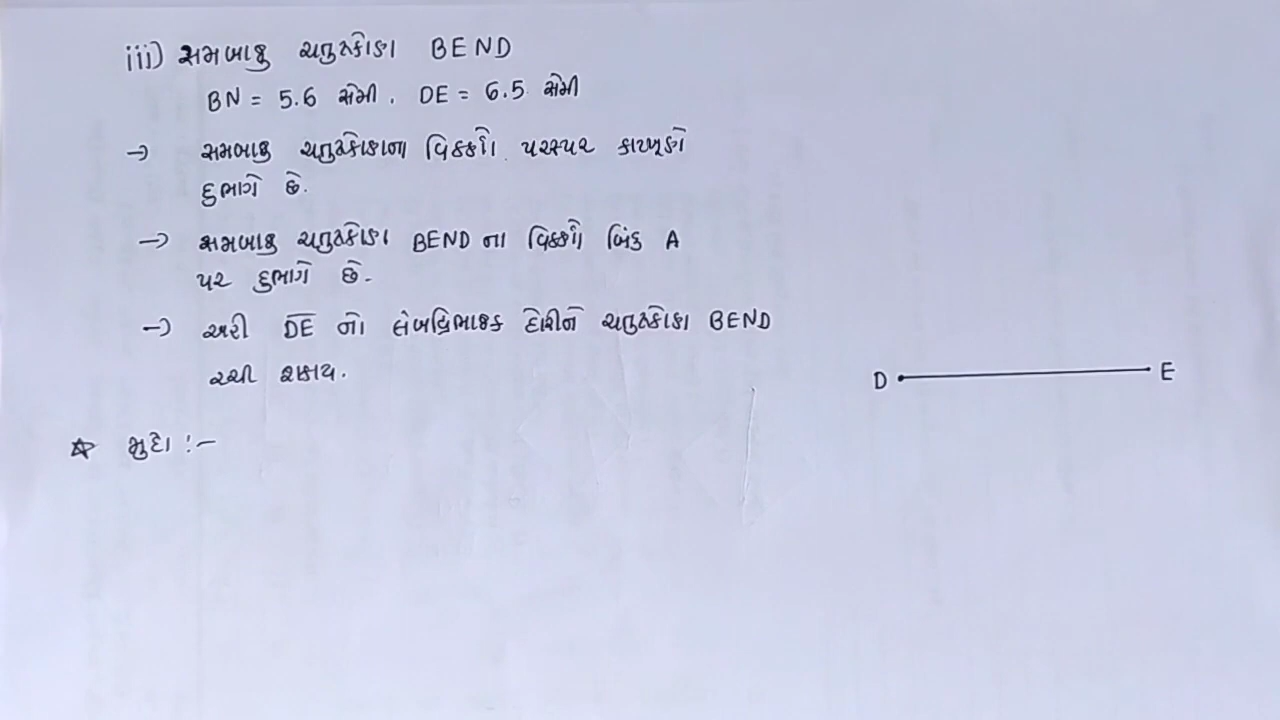 iii) સમબાજુ ચતુષ્કોણ BEND
BN = 5.6 સેમી. DE = 6.5 સેમી
→ સમબાજુ ચતુષ્કોણના વિકર્ણો પરસ્પર કાટખૂણે
દુભાગે છે.
→ સમબાજુ ચતુષ્કોણ BEND ના વિકર્ણો બિંદુ A
પર દુભાગે છે.
→ અહી DE નો લંબદ્વિભાજક દોરીને ચતુષ્કોણ BEND
રચી શકાય.
D E
☆ મુદ્દા :-